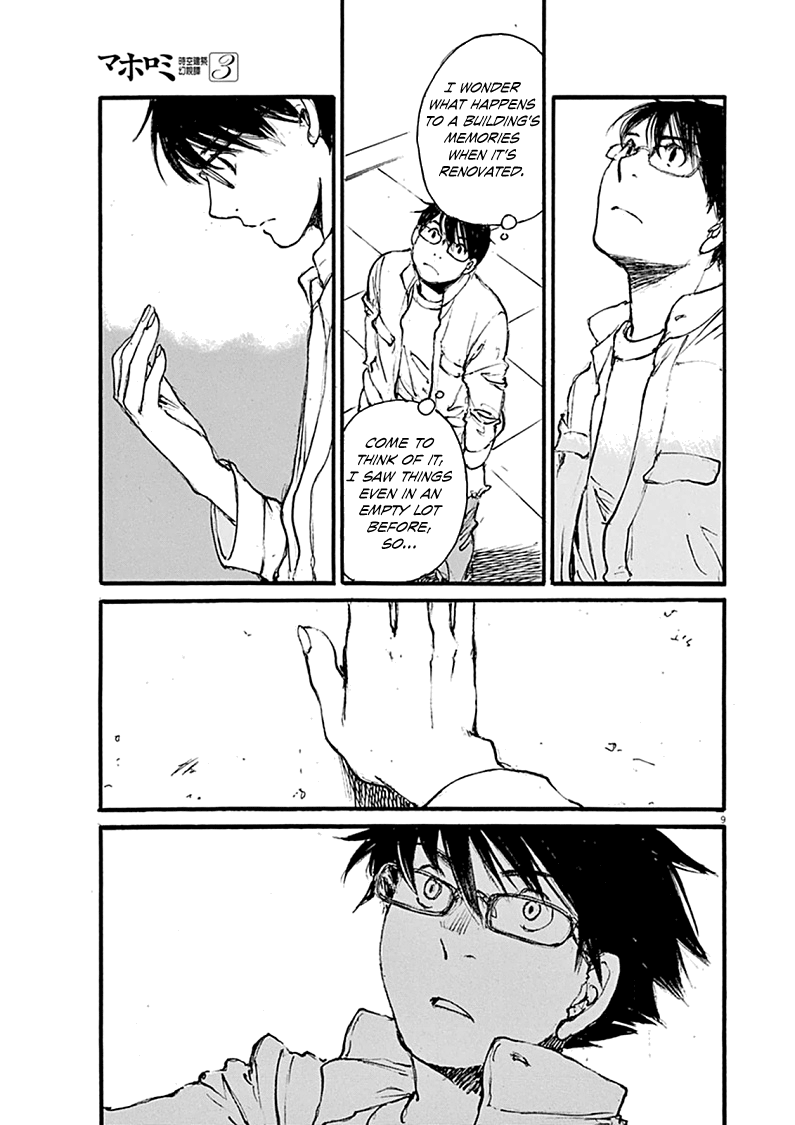 マホロミ
時空建築
幻視譚
3
I WONDER
WHAT HAPPENS
TO A BUILDING'S
MEMORIES
WHEN IT'S
RENOVATED.
COME TO
THINK OF IT,
I SAW THINGS
EVEN IN AN
EMPTY LOT
BEFORE,
SO...
9